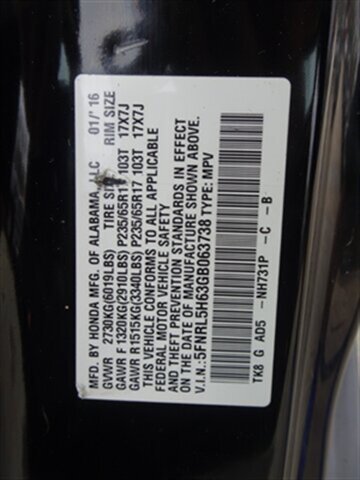 MFD. BY HONDA MFG. OF ALABAMA, LLC 01/'16
GVWR 2730KG(6019LBS) TIRE SIZE RIM SIZE
GAWR F 1320KG(2910LBS) P235/65R17 103T 17X7J
GAWR R1515KG(3340LBS) P235/65R17 103T 17X7J
THIS VEHICLE CONFORMS TO ALL APPLICABLE
FEDERAL MOTOR VEHICLE SAFETY
AND THEFT PREVENTION STANDARDS IN EFFECT
ON THE DATE OF MANUFACTURE SHOWN ABOVE.
V.I.N.: 5FNRL5H63GB063738 MPV
TK8 G AD5 -NH731P -C -B